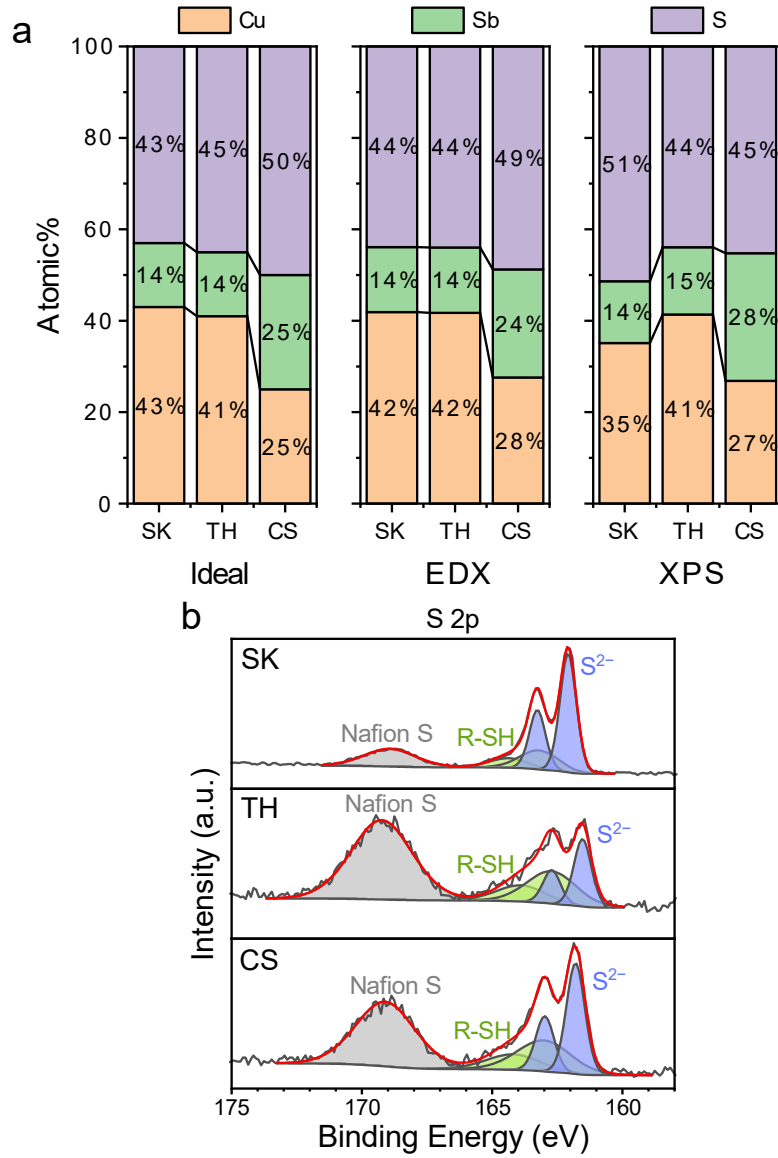 a
Cu Sb S
Atomic%
100
80
60
40
20
0
43% 45% 50%
14% 14% 25%
43% 41% 25%
SK TH CS
Ideal
44% 44% 49%
14% 14% 24%
42% 42% 28%
SK TH CS
EDX
51% 44% 45%
14% 15% 28%
35% 41% 27%
SK TH CS
XPS
b
S 2p
Intensity (a.u.)
SK
Nafion S
R-SH
S²⁻
TH
Nafion S
R-SH
S²⁻
CS
Nafion S
R-SH
S²⁻
175 170 165 160
Binding Energy (eV)